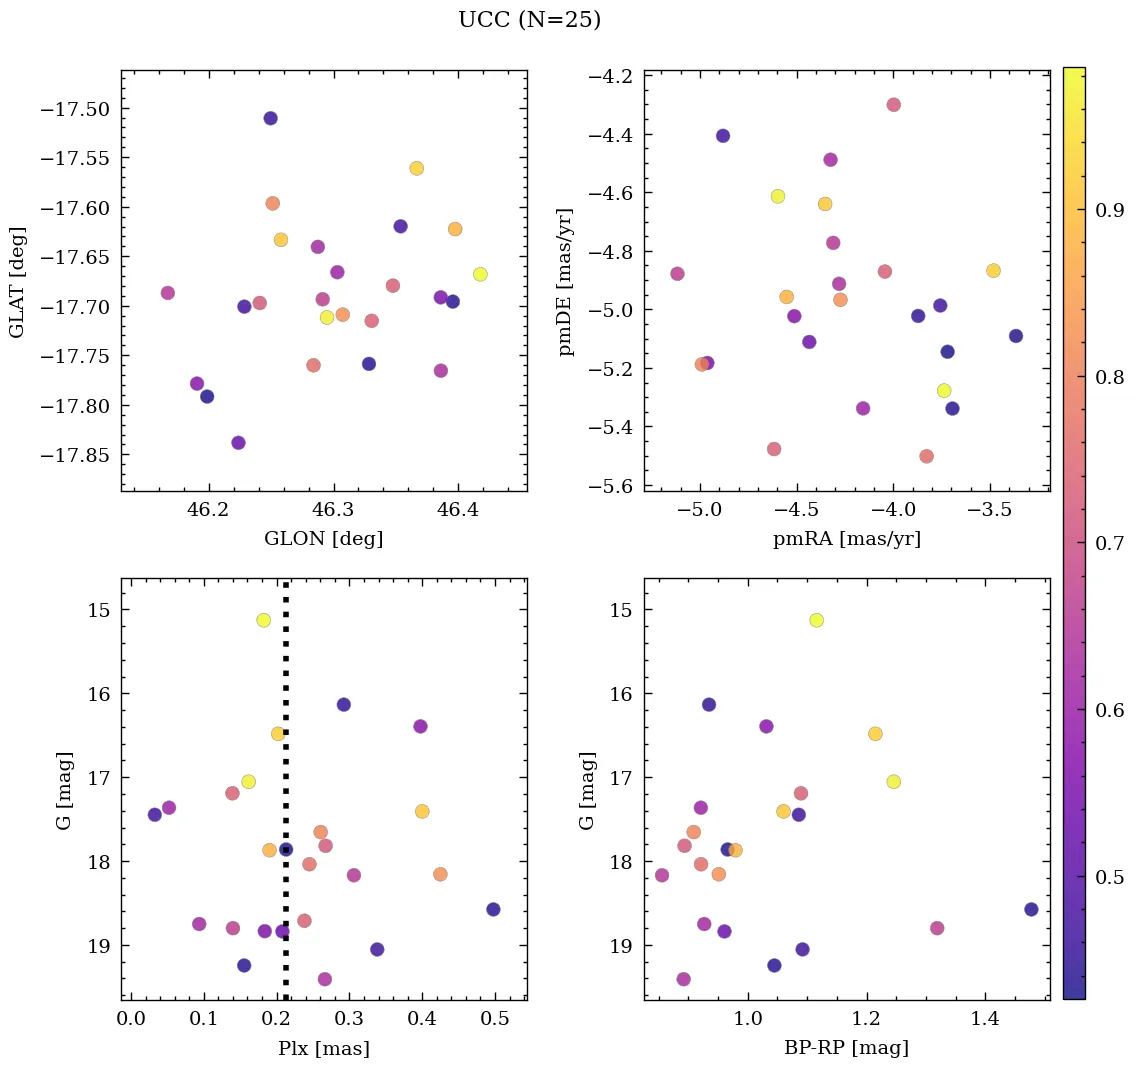 UCC (N=25)
−17.50
−17.55
−17.60
−17.65
−17.70
−17.75
−17.80
−17.85
GLAT [deg]
46.2 46.3 46.4
GLON [deg]
−4.2
−4.4
−4.6
−4.8
−5.0
−5.2
−5.4
−5.6
pmDE [mas/yr]
−5.0 −4.5 −4.0 −3.5
pmRA [mas/yr]
15
16
17
18
19
G [mag]
0.0 0.1 0.2 0.3 0.4 0.5
Plx [mas]
15
16
17
18
19
G [mag]
1.0 1.2 1.4
BP-RP [mag]
0.9
0.8
0.7
0.6
0.5